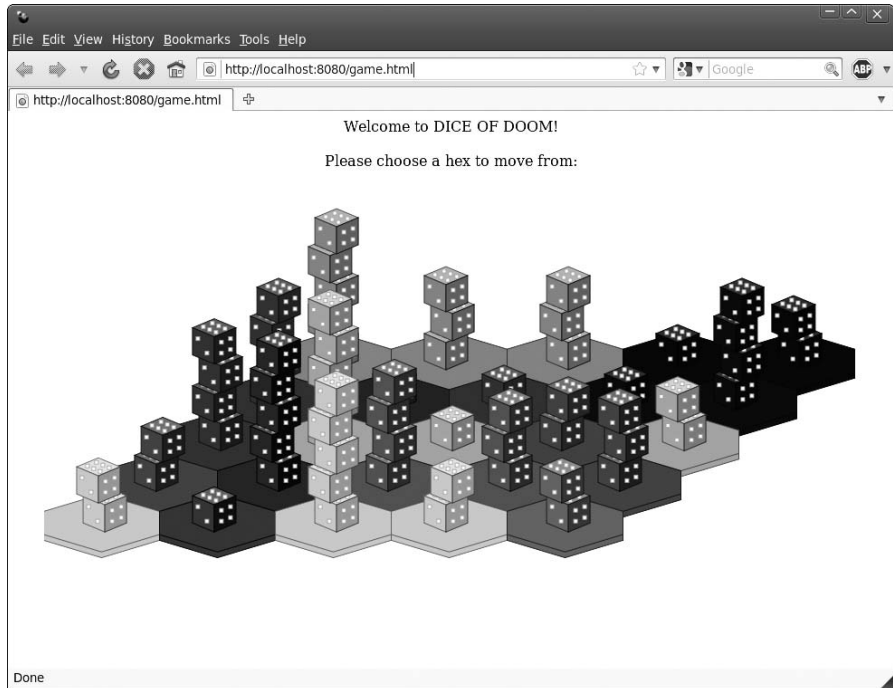 File Edit View History Bookmarks Tools Help
http://localhost:8080/game.html Google ABP
http://localhost:8080/game.html
Welcome to DICE OF DOOM!
Please choose a hex to move from:
Done